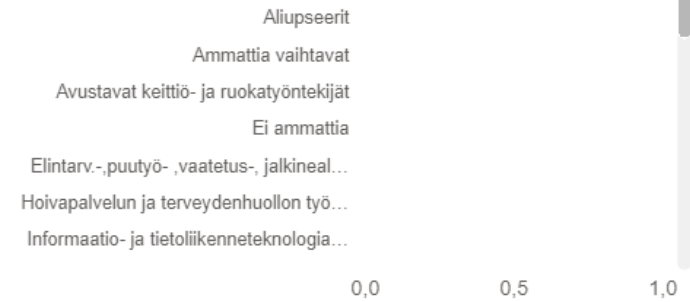 Aliupseerit
Ammattia vaihtavat
Avustavat keittiö- ja ruokatyöntekijät
Ei ammattia
Elintarv.-,puutyö- ,vaatetus-, jalkineal...
Hoivapalvelun ja terveydenhuollon työ...
Informaatio- ja tietoliikenneteknologia...
0,0 0,5 1,0